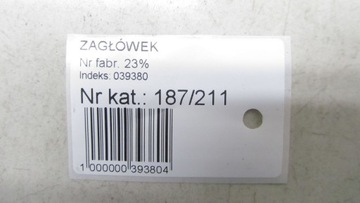 ZAGŁÓWEK
Nr fabr. 23%
Indeks: 039380
Nr kat.: 187/211
1 000000 393804